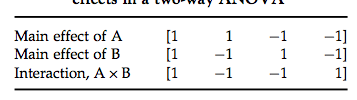 effects in a two-way ANOVA
Main effect of A [1 1 −1 −1]
Main effect of B [1 −1 1 −1]
Interaction, A × B [1 −1 −1 1]